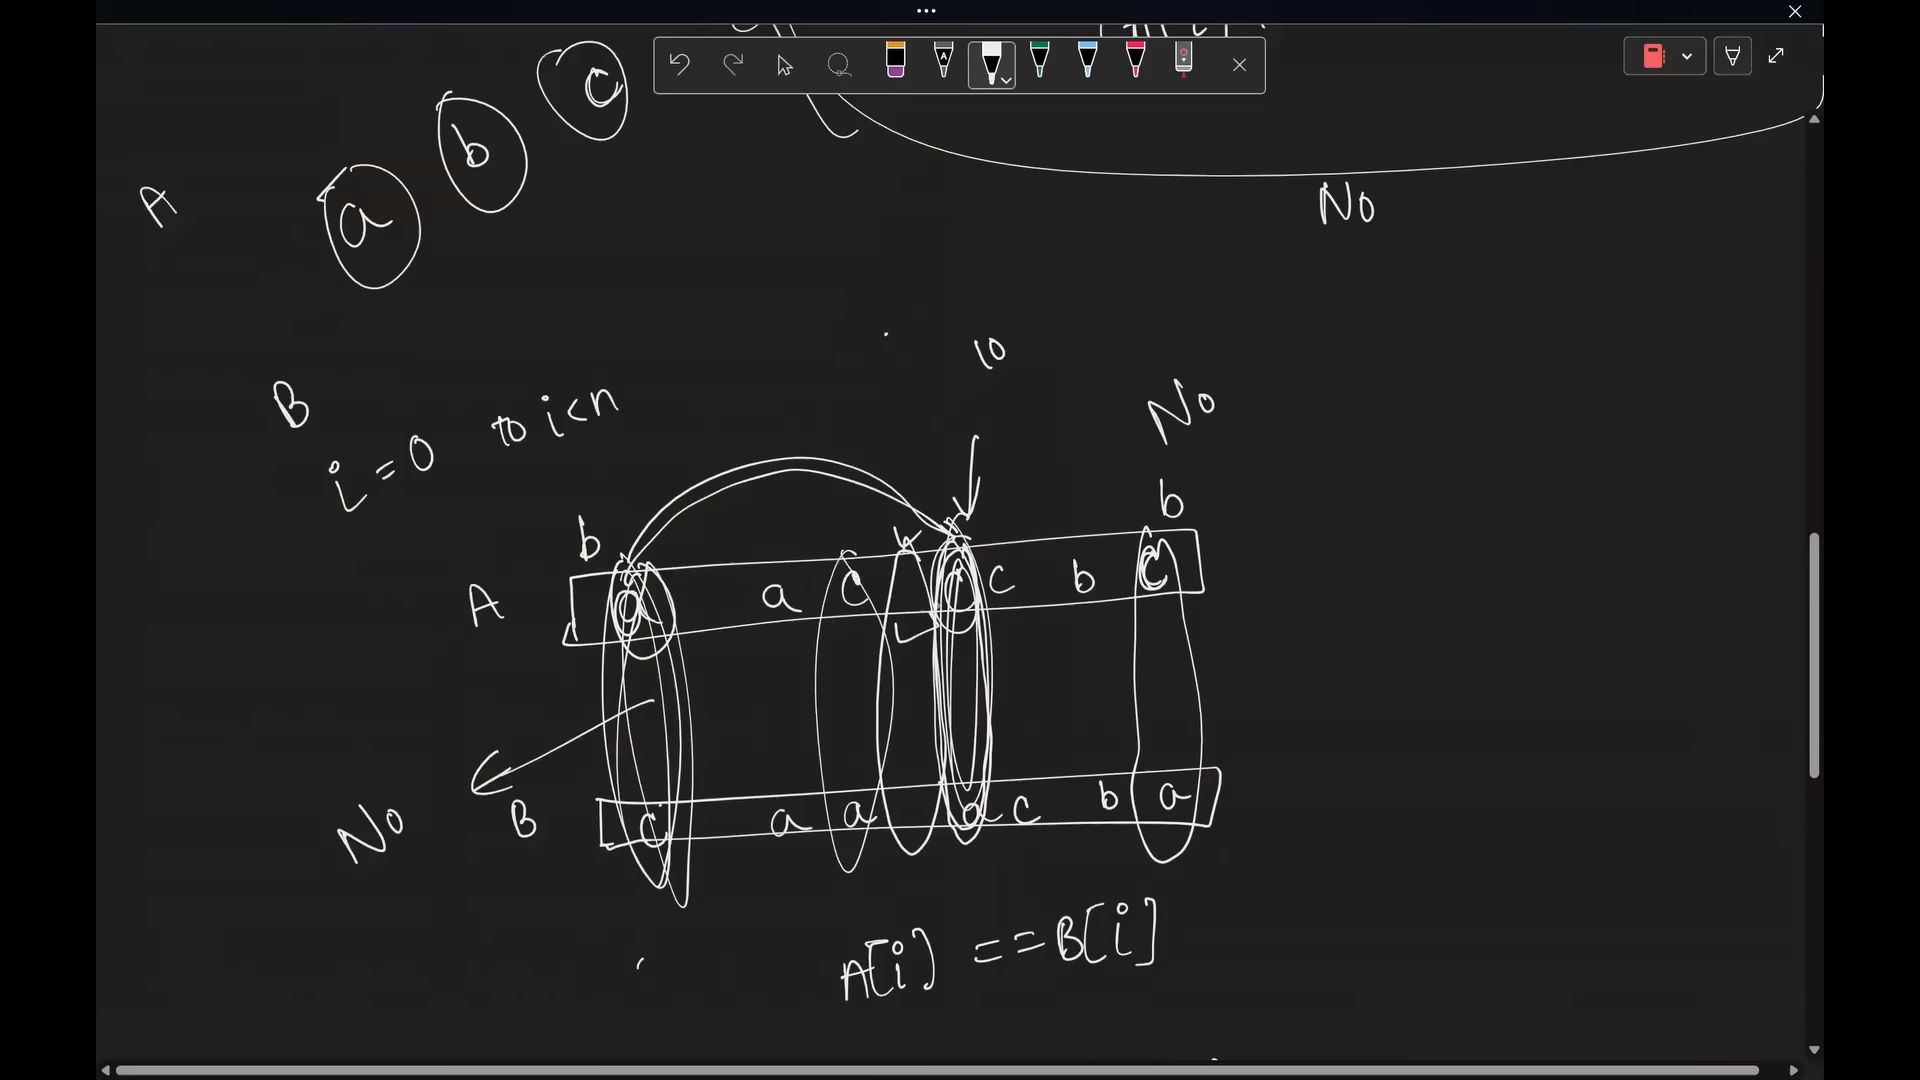 c
b
a
A
No
10
B
i = 0 to i<n
No
b
b
A a a c c c b c
B c a a a c b a
No
A[i] == B[i]